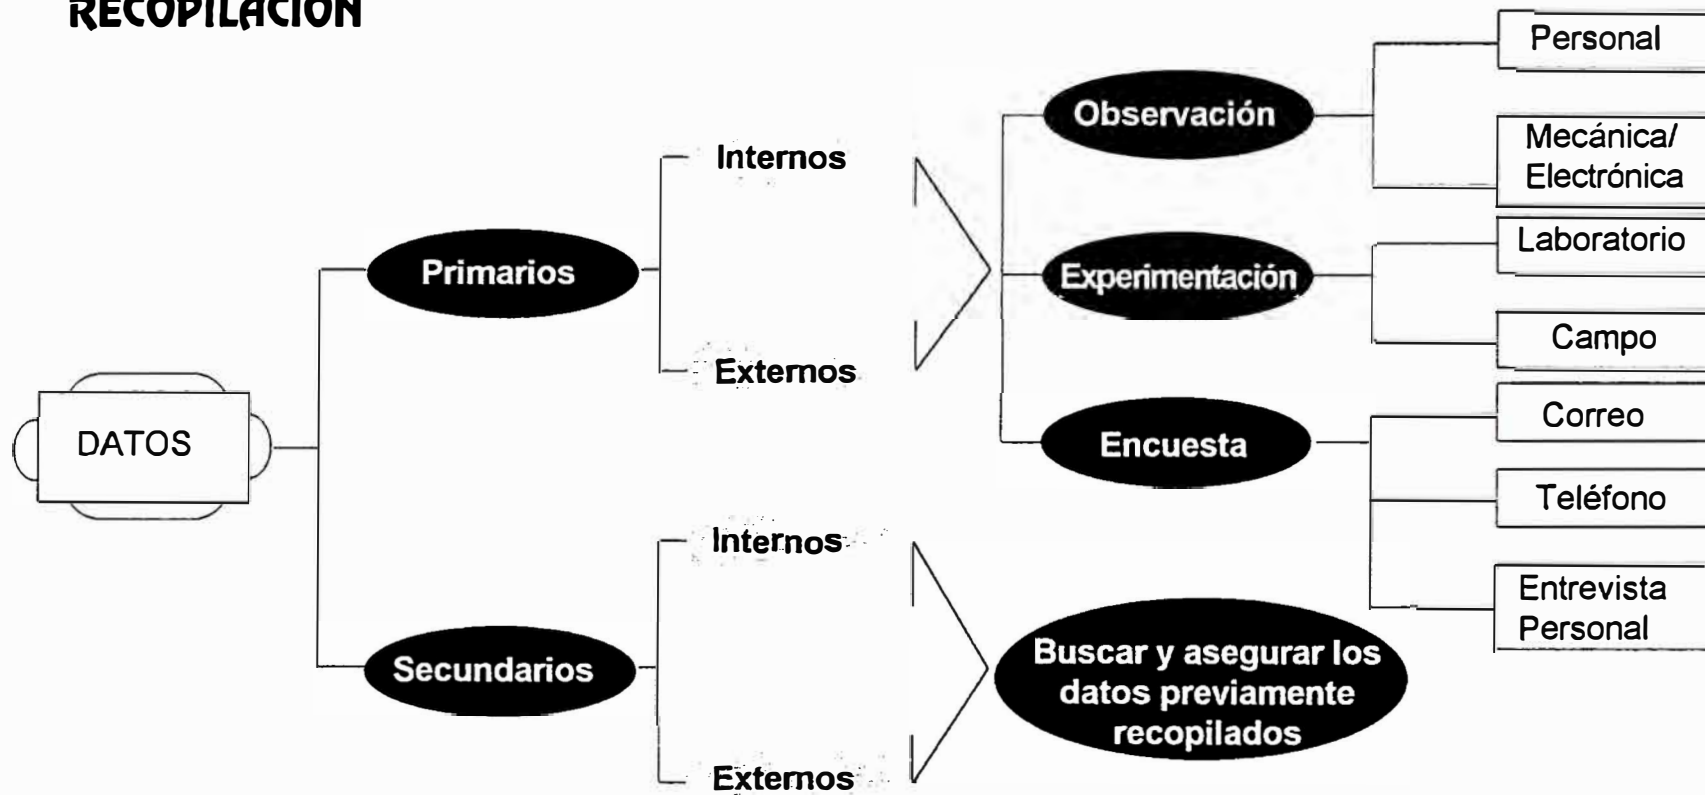 RECOPILACIÓN
Personal
Observación
Mecánica/
Electrónica
Internos
Laboratorio
Primarios
Experimentación
Campo
Externos
Correo
DATOS
Encuesta
Teléfono
Internos
Entrevista
Personal
Secundarios
Buscar y asegurar los
datos previamente
recopilados
Externos